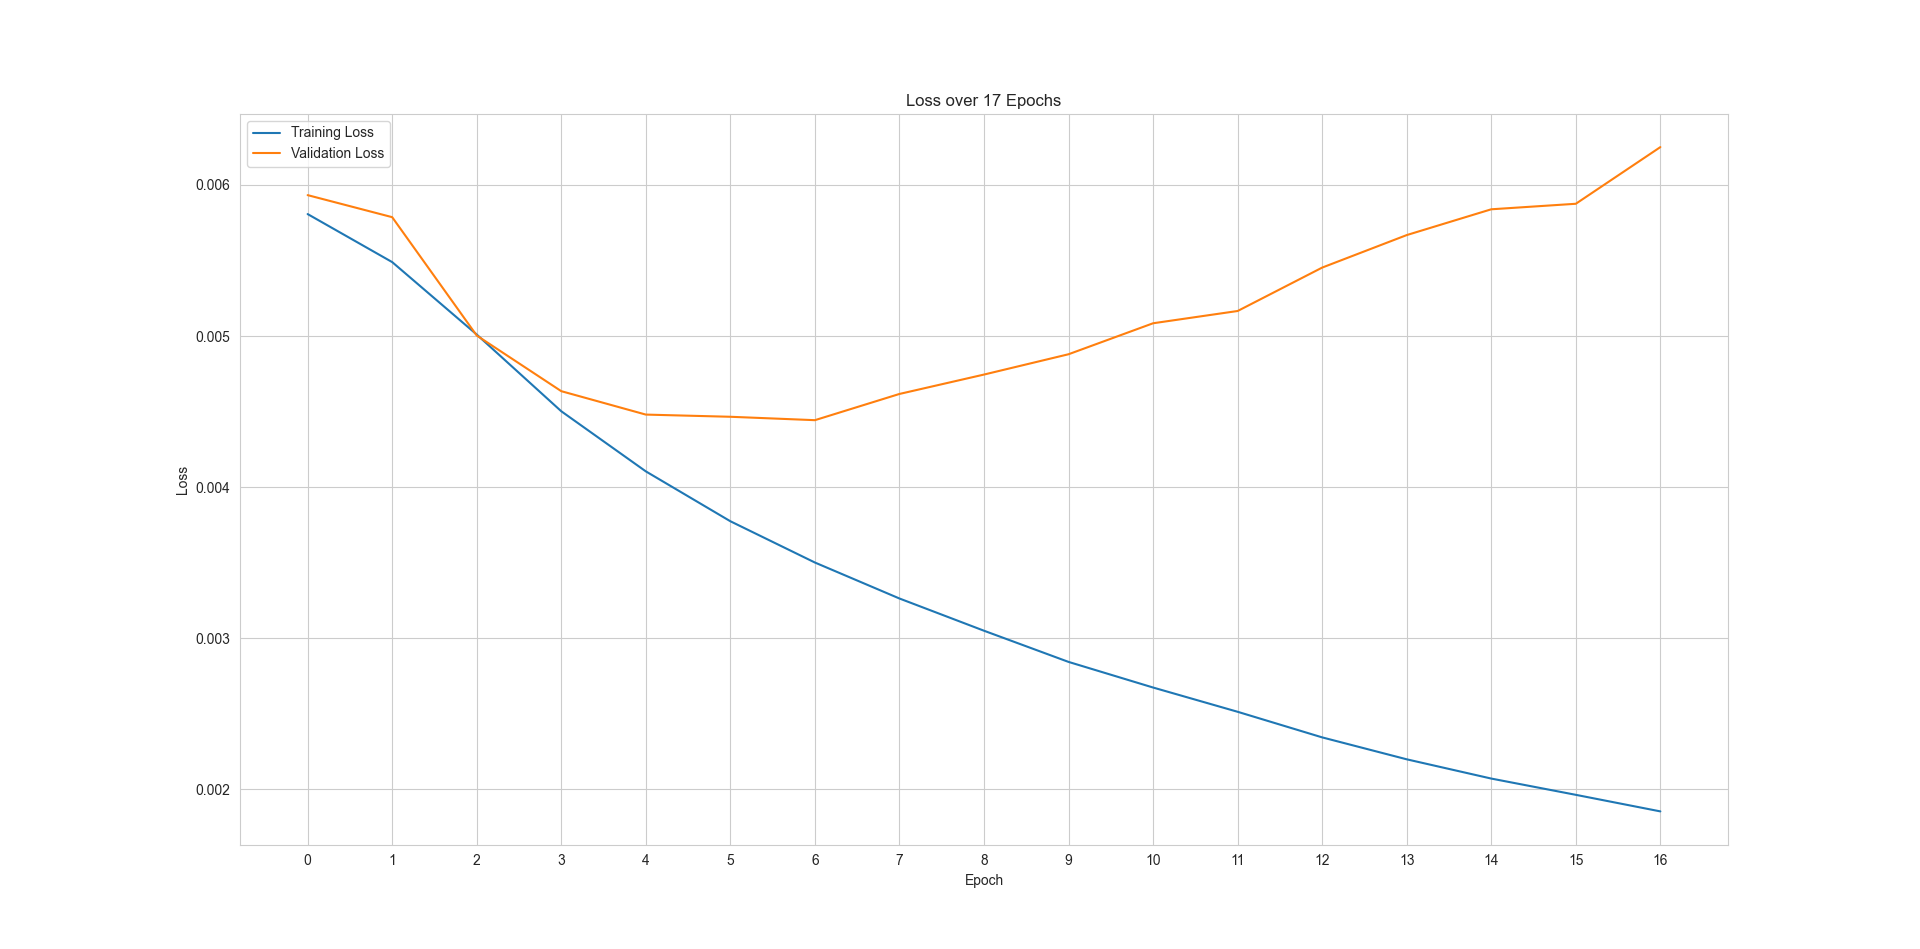 Loss over 17 Epochs
Training Loss
Validation Loss
0.006
0.005
0.004
0.003
0.002
Loss
0 1 2 3 4 5 6 7 8 9 10 11 12 13 14 15 16
Epoch